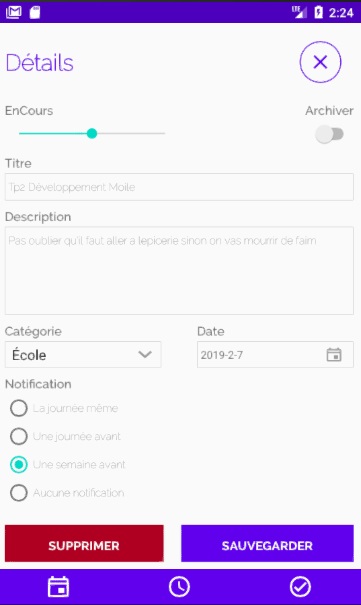 LTE 2:24
Détails
EnCours Archiver
Titre
Tp2 Développement Moile
Description
Pas oublier qu'il faut aller a lepicerie sinon on vas mourrir de faim
Catégorie Date
École 2019-2-7
Notification
La journée même
Une journée avant
Une semaine avant
Aucune notification
SUPPRIMER SAUVEGARDER